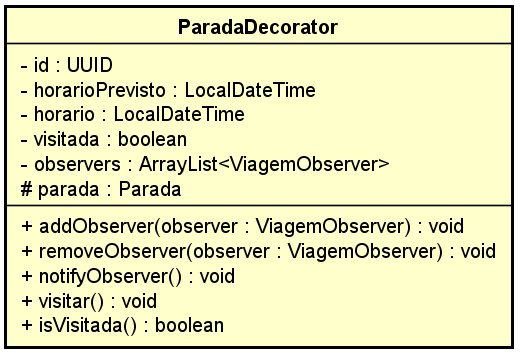 ParadaDecorator
- id : UUID
- horarioPrevisto : LocalDateTime
- horario : LocalDateTime
- visitada : boolean
- observers : ArrayList<ViagemObserver>
# parada : Parada
+ addObserver(observer : ViagemObserver) : void
+ removeObserver(observer : ViagemObserver) : void
+ notifyObserver() : void
+ visitar() : void
+ isVisitada() : boolean